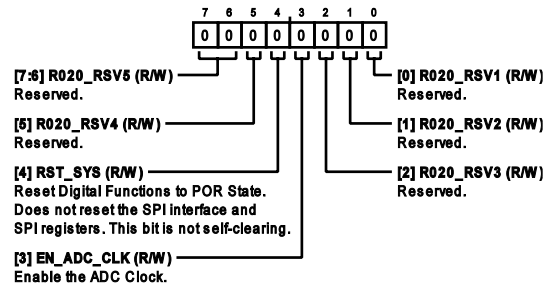 7 6 5 4 3 2 1 0
0 0 0 0 0 0 0 0
[7:6] R020_RSV5 (R/W)
Reserved.
[5] R020_RSV4 (R/W)
Reserved.
[4] RST_SYS (R/W)
Reset Digital Functions to POR State.
Does not reset the SPI interface and
SPI registers. This bit is not self-clearing.
[3] EN_ADC_CLK (R/W)
Enable the ADC Clock.
[0] R020_RSV1 (R/W)
Reserved.
[1] R020_RSV2 (R/W)
Reserved.
[2] R020_RSV3 (R/W)
Reserved.